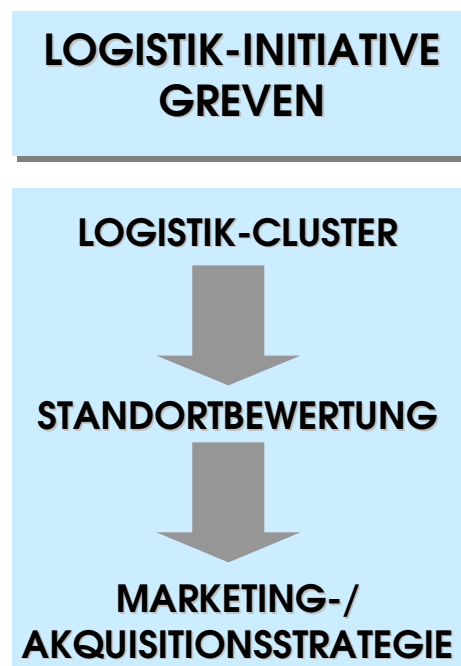 LOGISTIK-INITIATIVE
GREVEN
LOGISTIK-CLUSTER
STANDORTBEWERTUNG
MARKETING-/
AKQUISITIONSSTRATEGIE